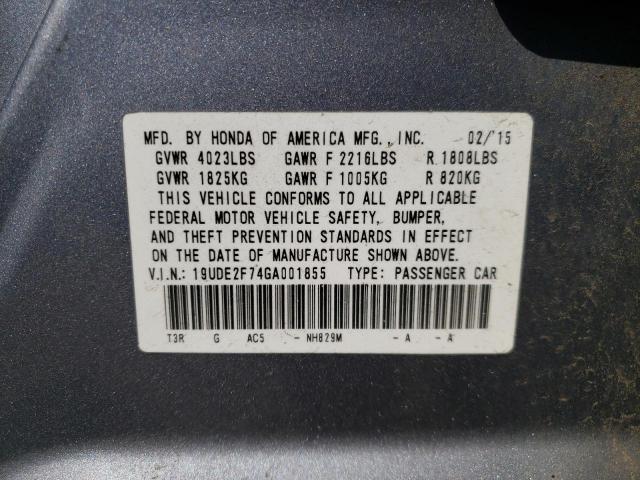 MFD. BY HONDA OF AMERICA MFG., INC. 02/15
GVWR 4023LBS GAWR F 2216LBS R 1808LBS
GVWR 1825KG GAWR F 1005KG R 820KG
THIS VEHICLE CONFORMS TO ALL APPLICABLE
FEDERAL MOTOR VEHICLE SAFETY, BUMPER,
AND THEFT PREVENTION STANDARDS IN EFFECT
ON THE DATE OF MANUFACTURE SHOWN ABOVE.
V.I.N.: 19UDE2F74GA001855 TYPE: PASSENGER CAR
T3R G AC5 - NH829M - A - A